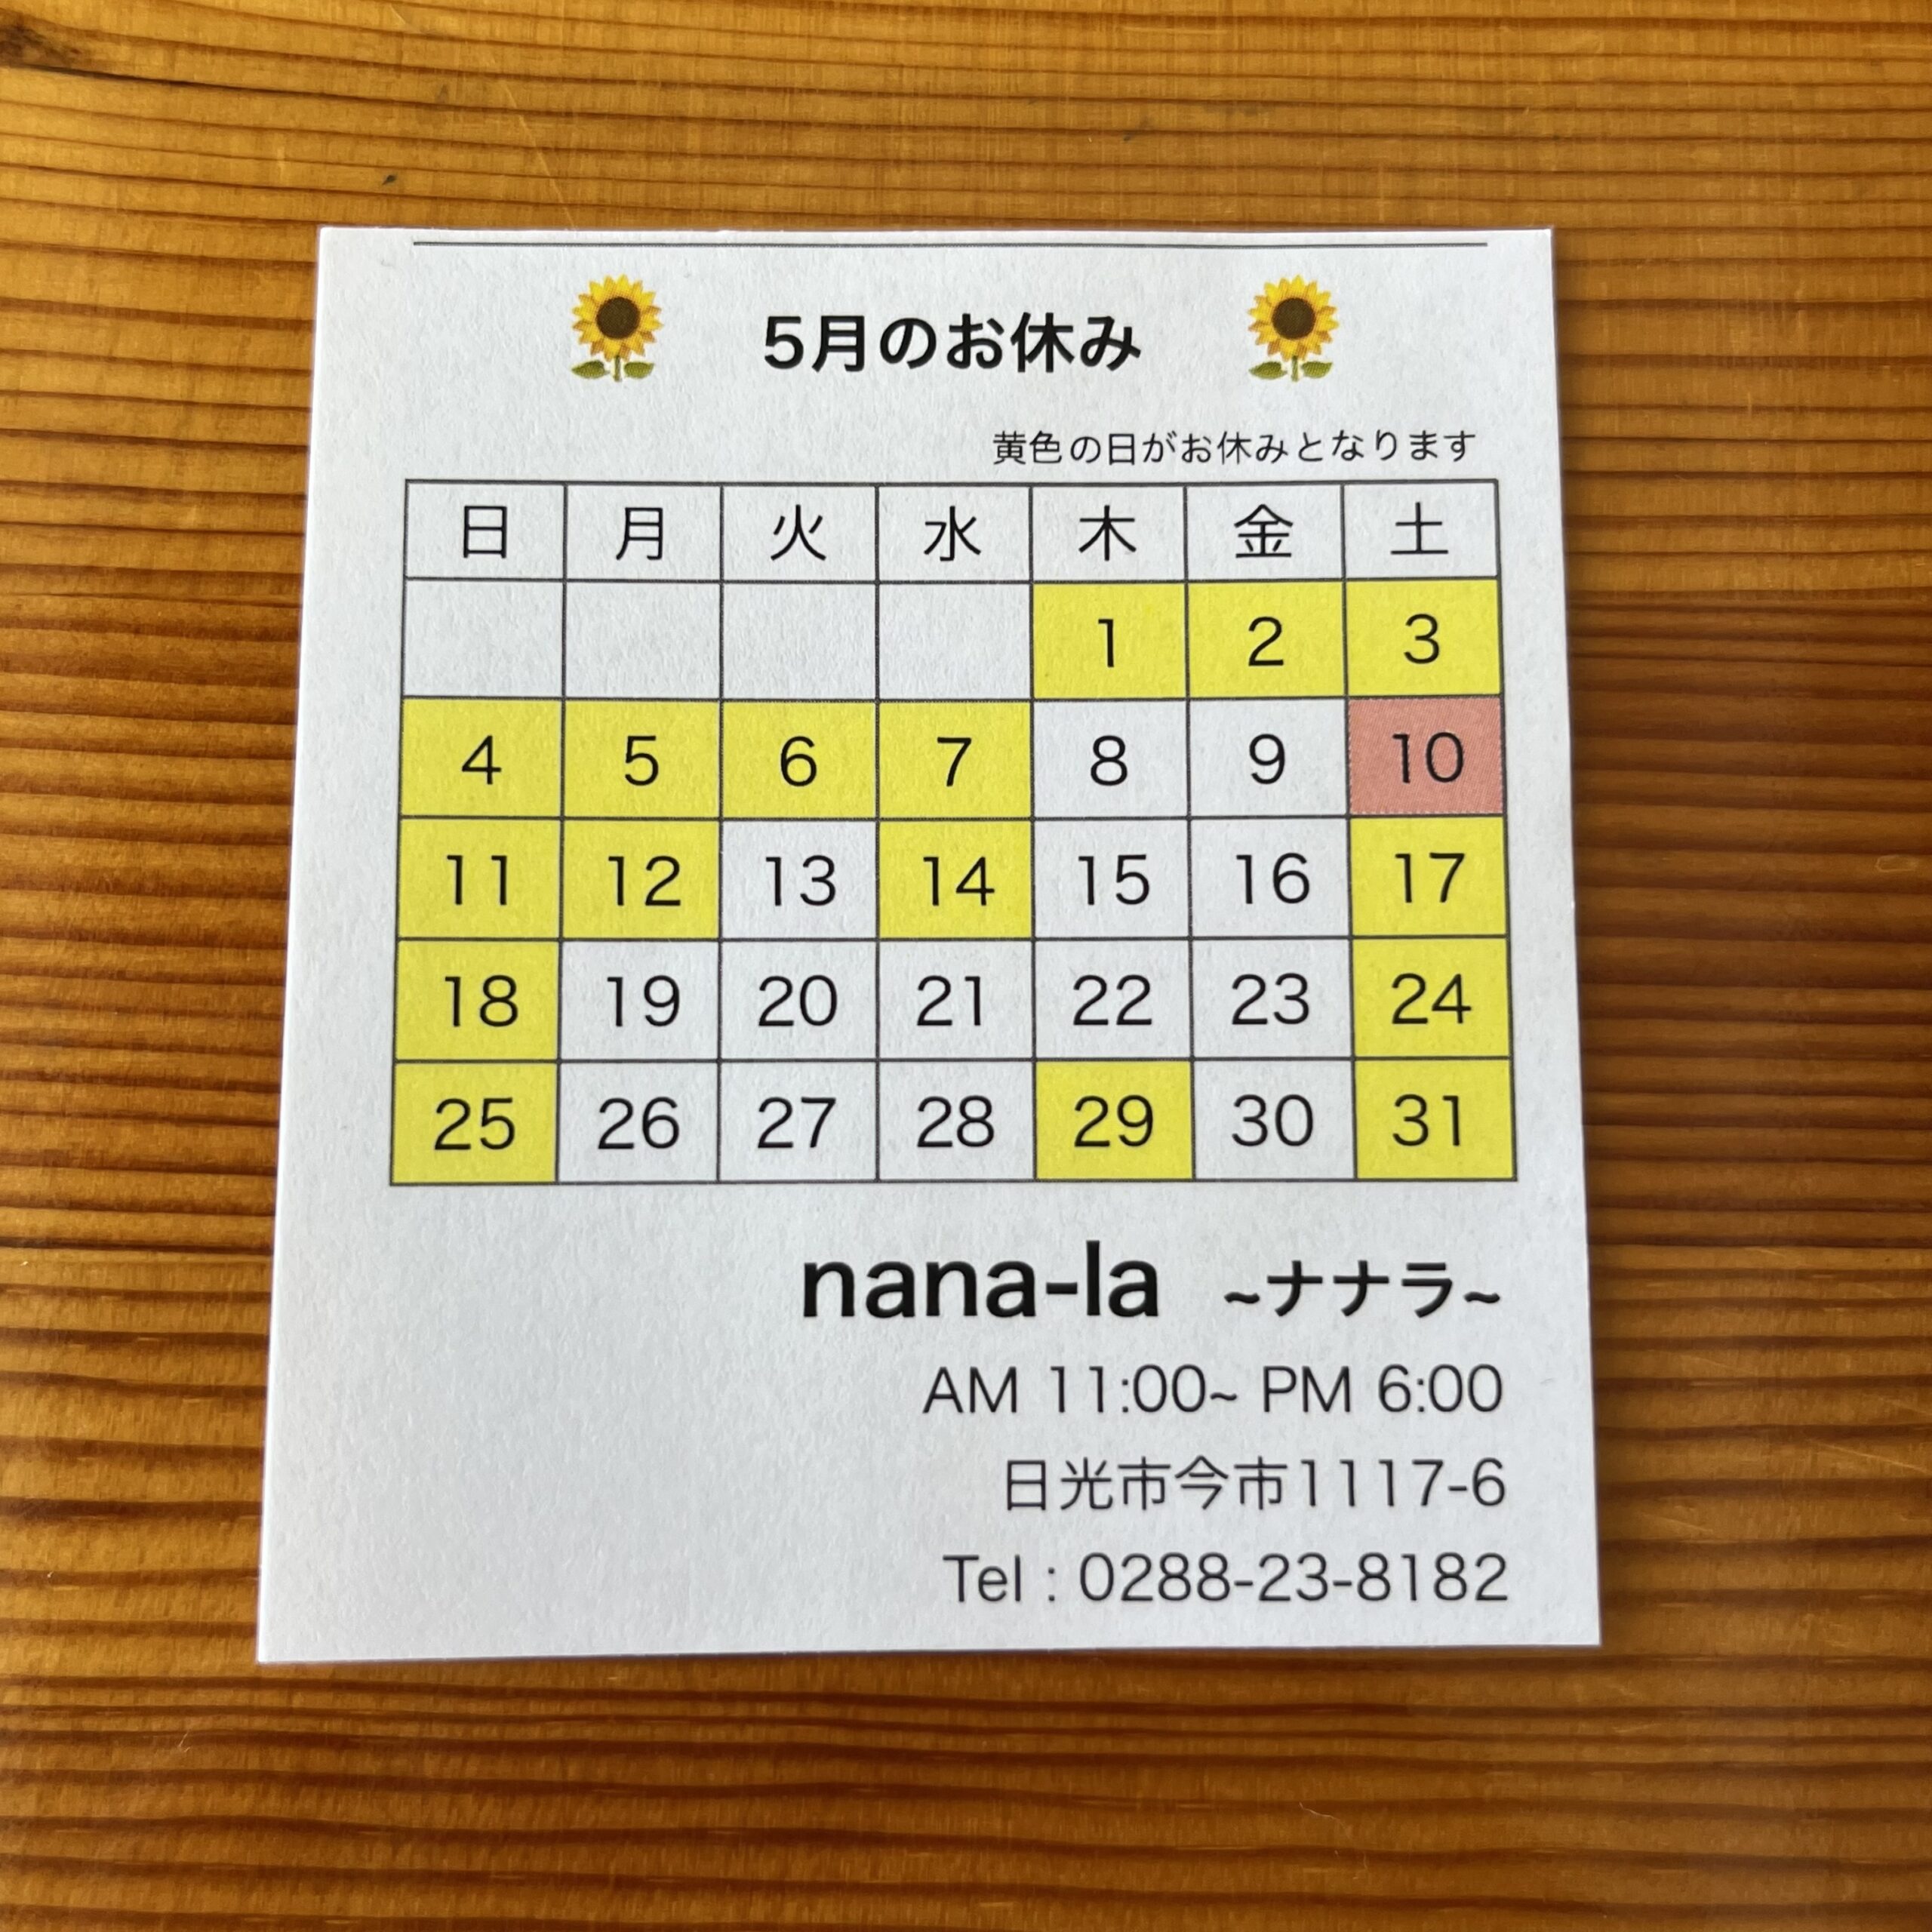 5月のお休み
黄色の日がお休みとなります
日 月 火 水 木 金 土
1 2 3
4 5 6 7 8 9 10
11 12 13 14 15 16 17
18 19 20 21 22 23 24
25 26 27 28 29 30 31
nana-la ~ナナラ~
AM 11:00~ PM 6:00
日光市今市1117-6
Tel : 0288-23-8182